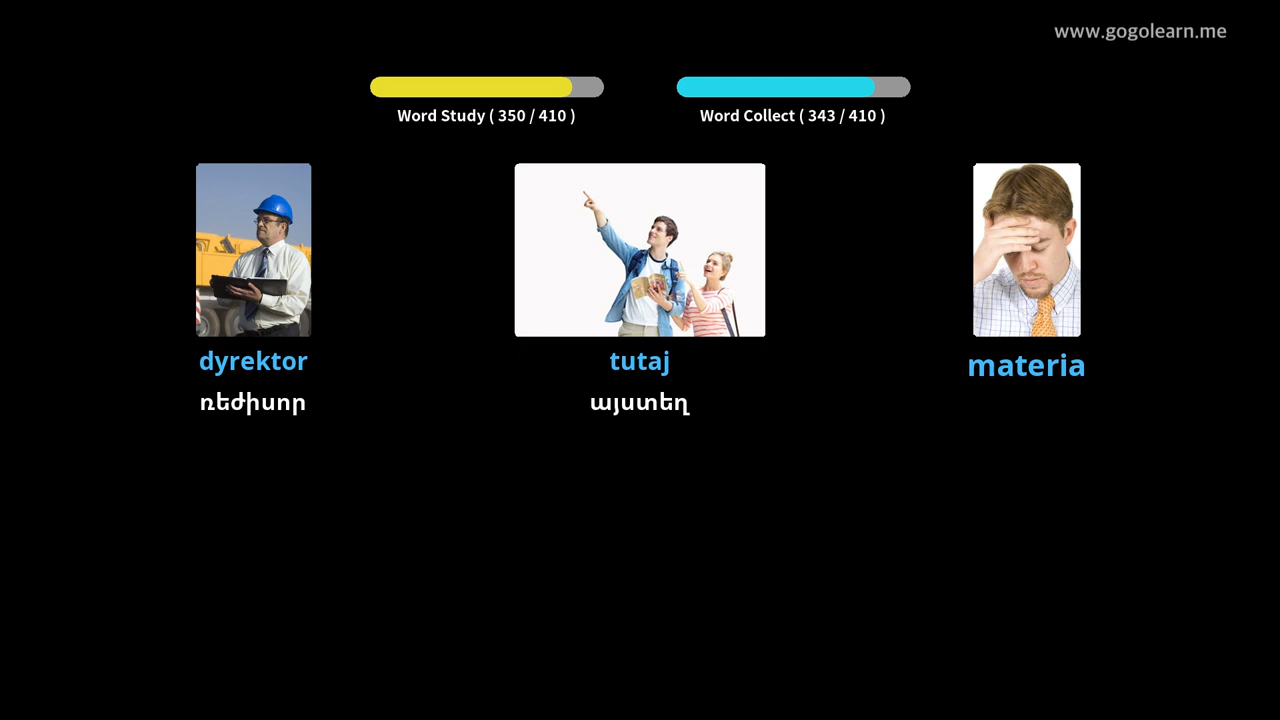 www.gogolearn.me
Word Study ( 350 / 410 )
Word Collect ( 343 / 410 )
dyrektor
ռեժիսոր
tutaj
այստեղ
materia